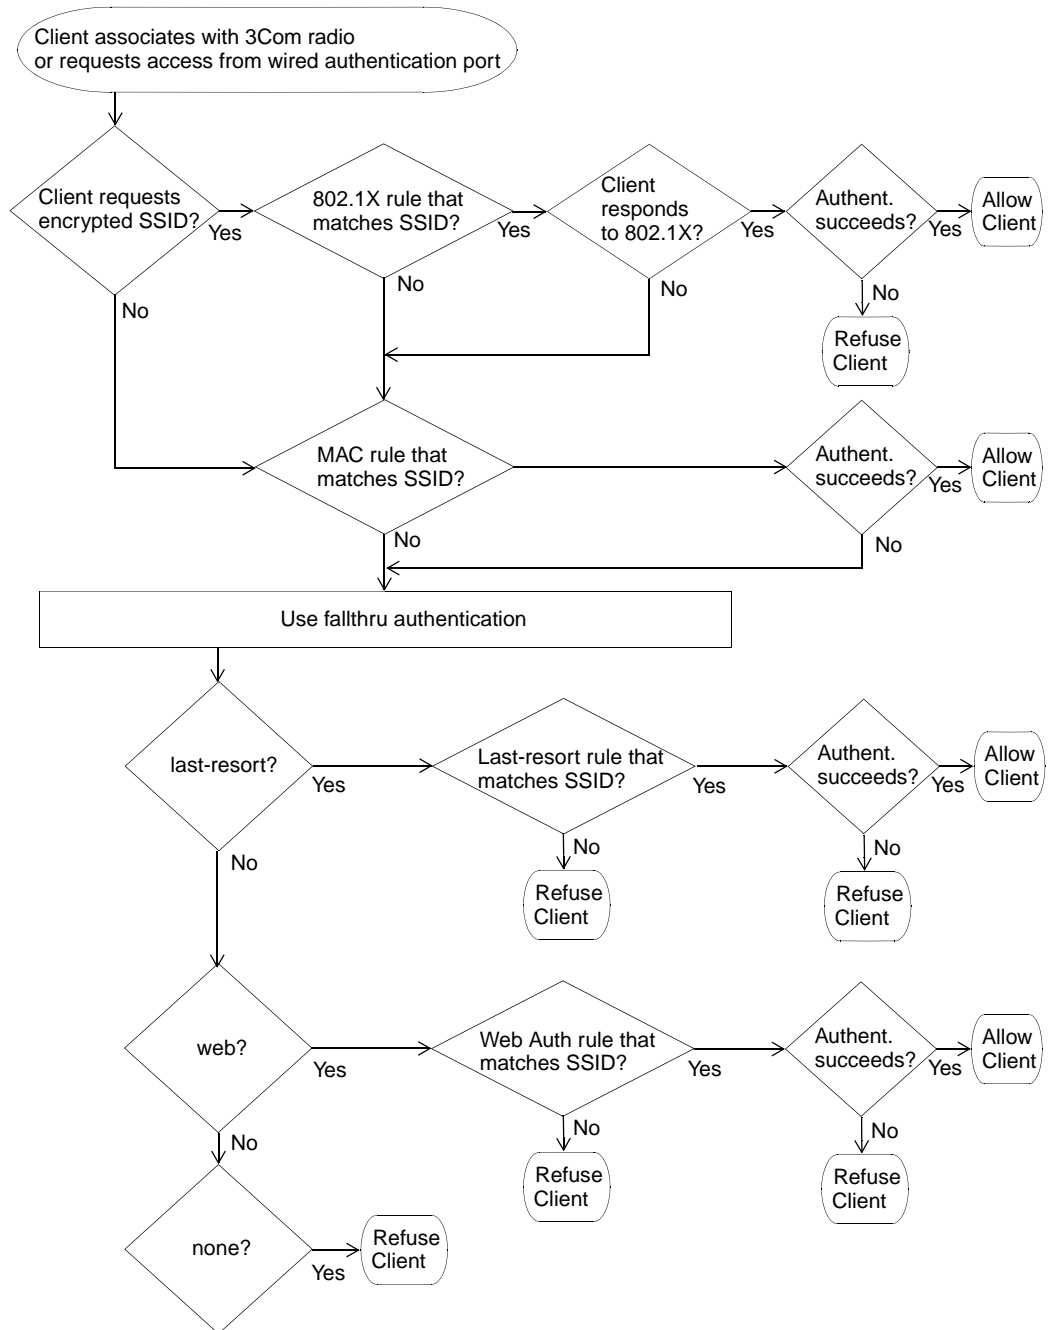 Client associates with 3Com radio
or requests access from wired authentication port
Client requests
encrypted SSID?
Yes
No
802.1X rule that
matches SSID?
Yes
No
Client
responds
to 802.1X?
Yes
No
Authent.
succeeds?
Yes
No
Allow
Client
Refuse
Client
MAC rule that
matches SSID?
No
Authent.
succeeds?
Yes
No
Allow
Client
Use fallthru authentication
last-resort?
Yes
No
Last-resort rule that
matches SSID?
Yes
No
Refuse
Client
Authent.
succeeds?
Yes
No
Refuse
Client
Allow
Client
web?
Yes
No
Web Auth rule that
matches SSID?
Yes
No
Refuse
Client
Authent.
succeeds?
Yes
No
Refuse
Client
Allow
Client
none?
Yes
Refuse
Client